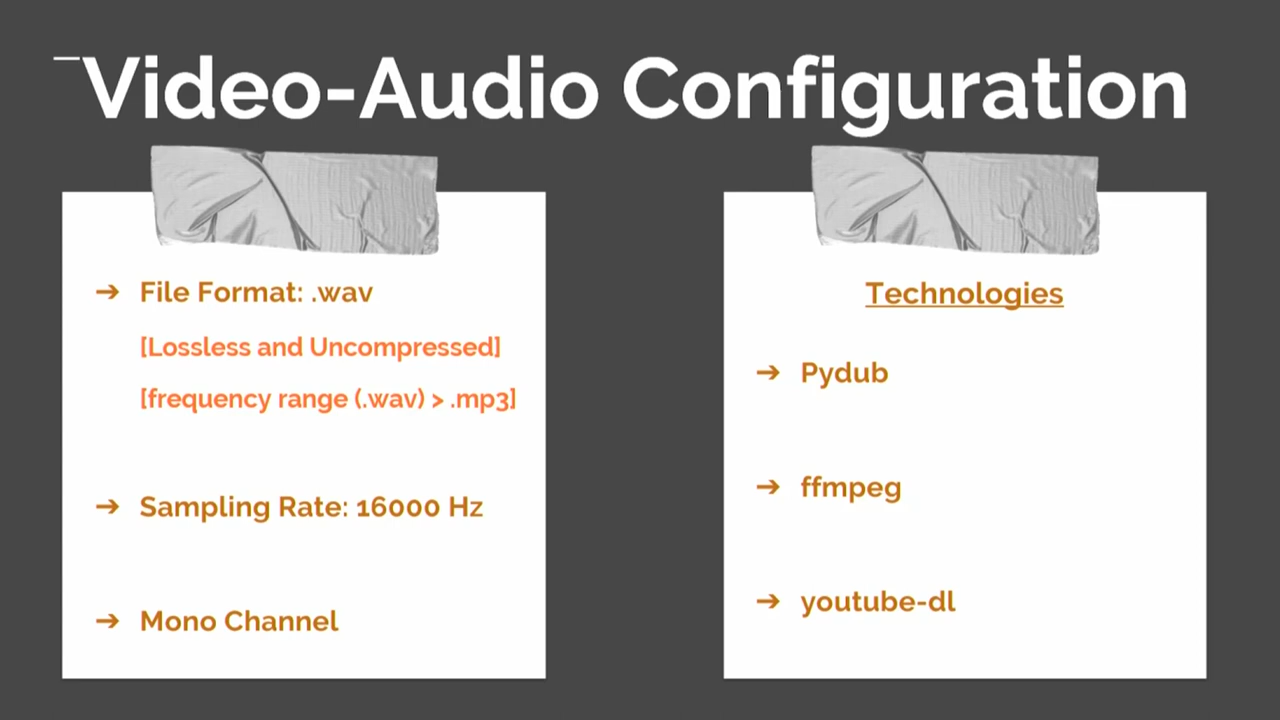 Video-Audio Configuration
➔ File Format: .wav
[Lossless and Uncompressed]
[frequency range (.wav) > .mp3]
➔ Sampling Rate: 16000 Hz
➔ Mono Channel
Technologies
➔ Pydub
➔ ffmpeg
➔ youtube-dl